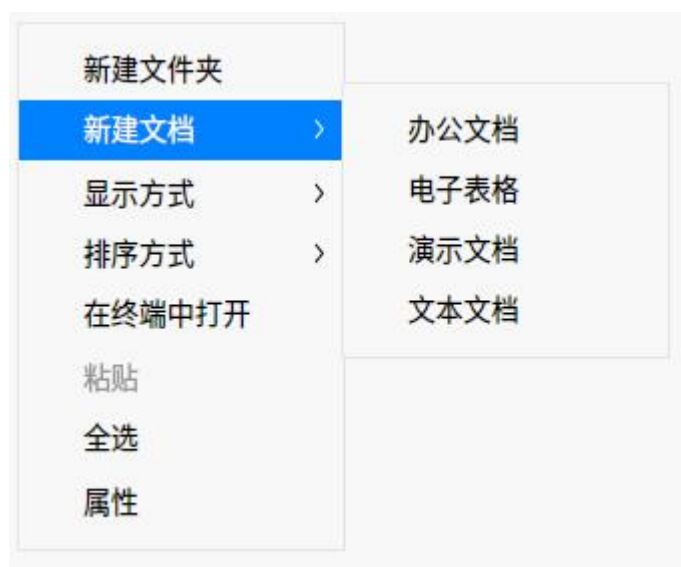 新建文件夹
新建文档
显示方式
排序方式
在终端中打开
粘贴
全选
属性
办公文档
电子表格
演示文档
文本文档